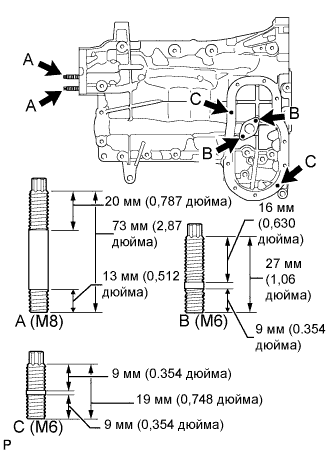 A
A
C
B
B
C
20 мм (0,787 дюйма)
73 мм (2,87
дюйма)
13 мм (0,512
дюйма)
A (M8)
16 мм
(0,630
дюйма)
27 мм
(1,06
дюйма)
9 мм (0.354
дюйма)
B (M6)
9 мм (0.354 дюйма)
19 мм (0,748 дюйма)
9 мм (0,354 дюйма)
C (M6)
P